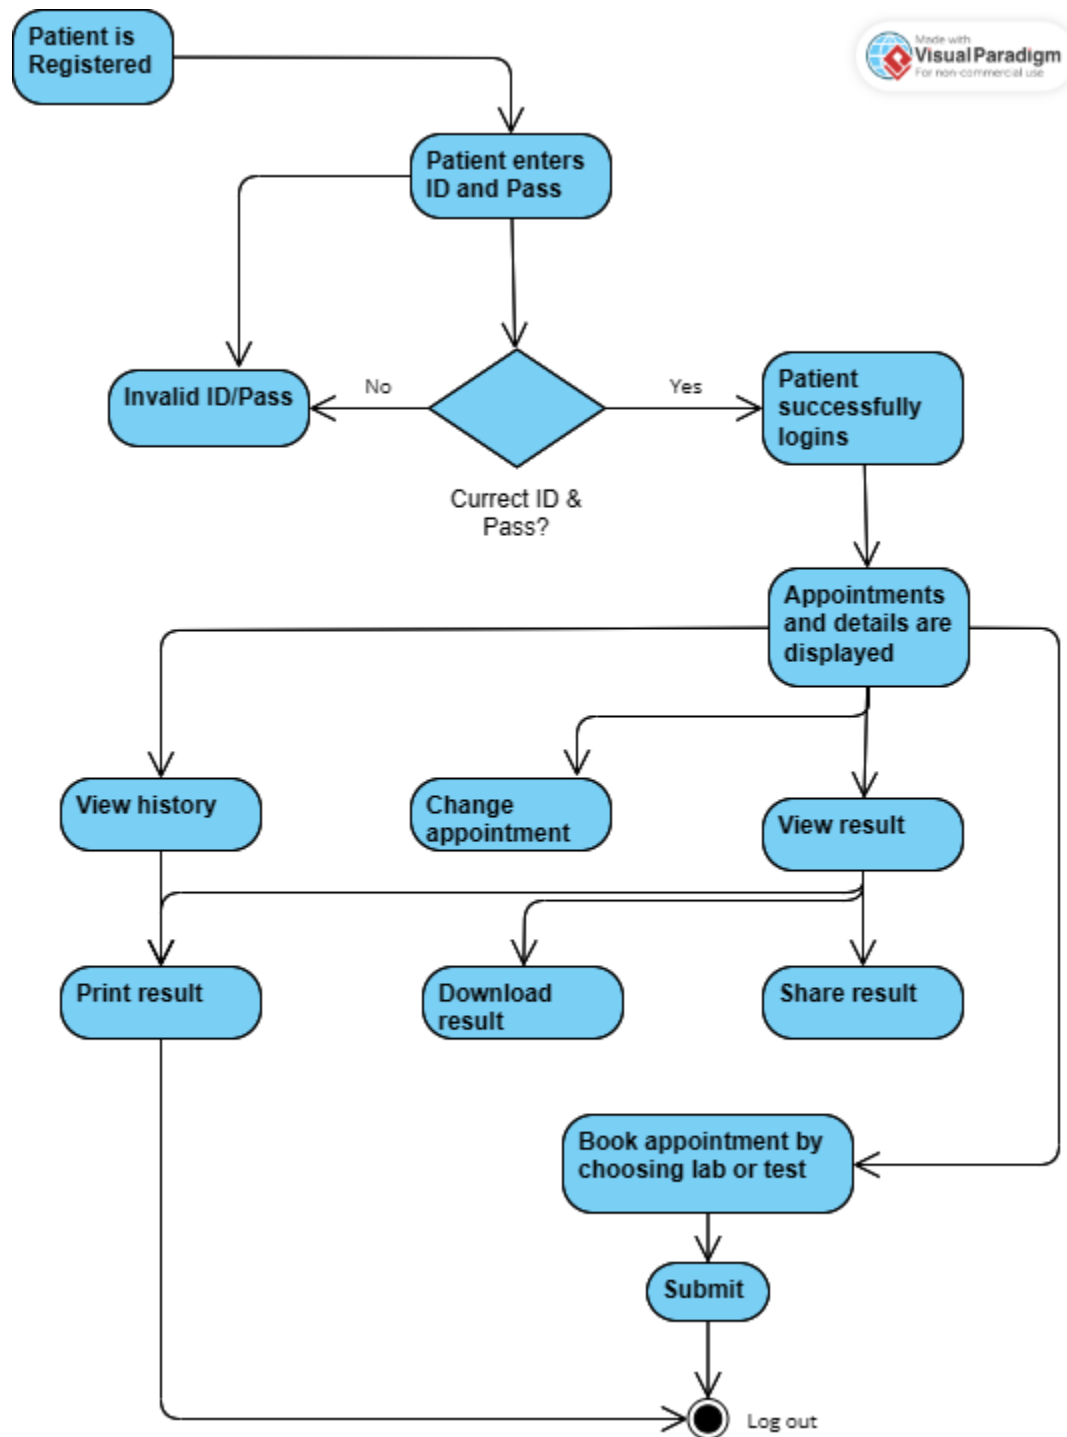 Patient is
Registered
Made with
Visual Paradigm
For non-commercial use
Patient enters
ID and Pass
Invalid ID/Pass
No
Yes
Patient
successfully
logins
Currect ID &
Pass?
Appointments
and details are
displayed
View history
Change
appointment
View result
Print result
Download
result
Share result
Book appointment by
choosing lab or test
Submit
Log out